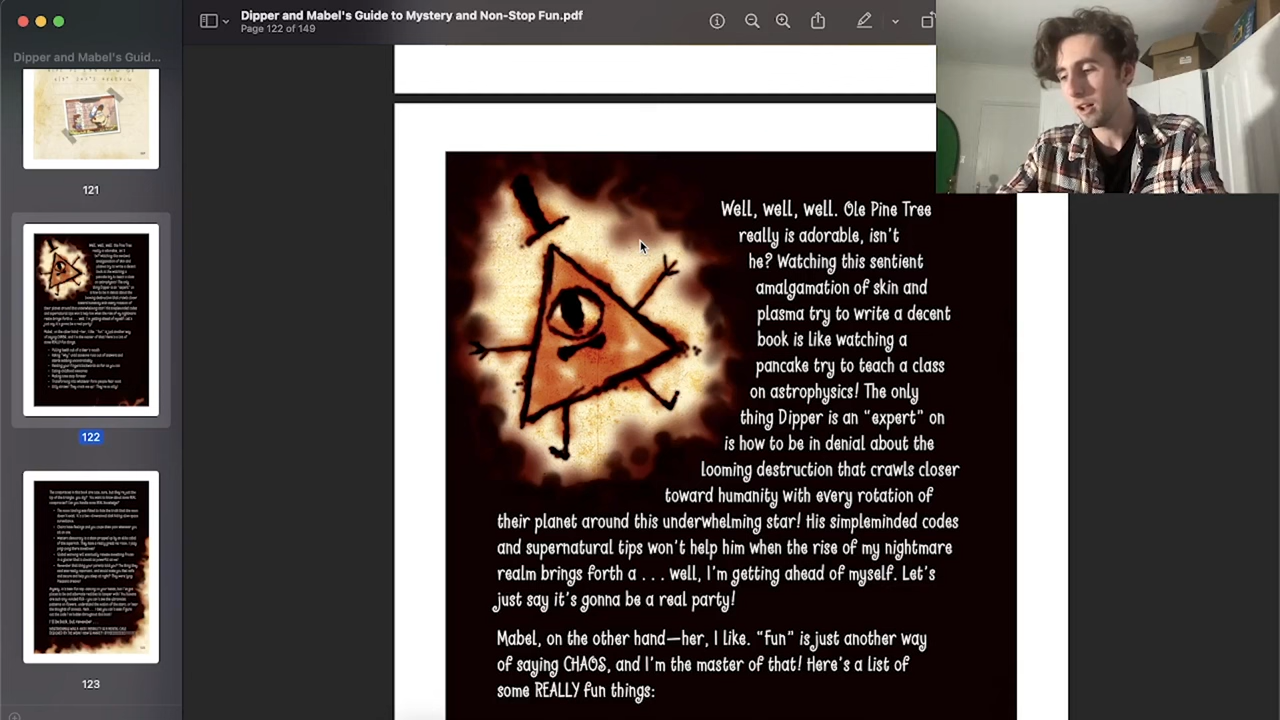 Dipper and Mabel's Guide to Mystery and Non-Stop Fun.pdf
Page 122 of 149
Dipper and Mabel's Guid...
121
122
123
Well, well, well. Ole Pine Tree
really is adorable, isn't
he? Watching this sentient
amalgamation of skin and
plasma try to write a decent
book is like watching a
pancake try to teach a class
on astrophysics! The only
thing Dipper is an "expert" on
is how to be in denial about the
looming destruction that crawls closer
toward humanity with every rotation of
their planet around this underwhelming star! His simpleminded codes
and supernatural tips won't help him when the rise of my nightmare
realm brings forth a . . . well, I'm getting ahead of myself. Let's
just say it's gonna be a real party!
Mabel, on the other hand—her, I like. "Fun" is just another way
of saying CHAOS, and I'm the master of that! Here's a list of
some REALLY fun things: